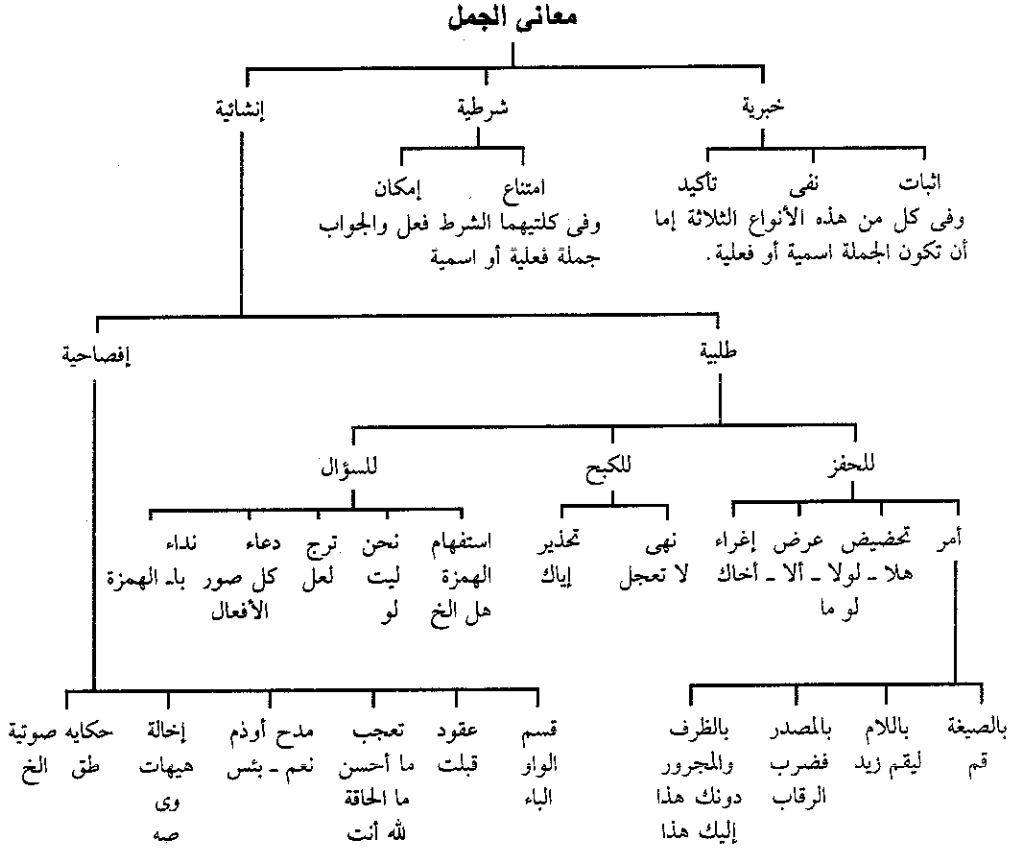 معانى الجمل
خبرية شرطية إنشائية
اثبات نفى تأكيد
وفى كل من هذه الأنواع الثلاثة إما
أن تكون الجملة اسمية أو فعلية.
امتناع إمكان
وفى كلتيهما الشرط فعل والجواب
جملة فعلية أو اسمية
طلبية إفصاحية
للحفز للكبح للسؤال
أمر تحضيض عرض إغراء
هلا ـ لولا ـ ألا ـ أخاك
لو ما
نهى تحذير
لا تعجل إياك
استفهام نحن ترج دعاء نداء
الهمزة ليت لعل كل صور باـ الهمزة
هل الخ لو الأفعال
بالصيغة باللام بالمصدر بالظرف
قم ليقم زيد فضرب والمجرور
الرقاب دونك هذا
إليك هذا
قسم عقود تعجب مدح أوذم إخالة حكايه صوتية
الواو قبلت ما أحسن نعم ـ بئس هيهات طق الخ
الباء ما الحاقة وى
لله أنت صه